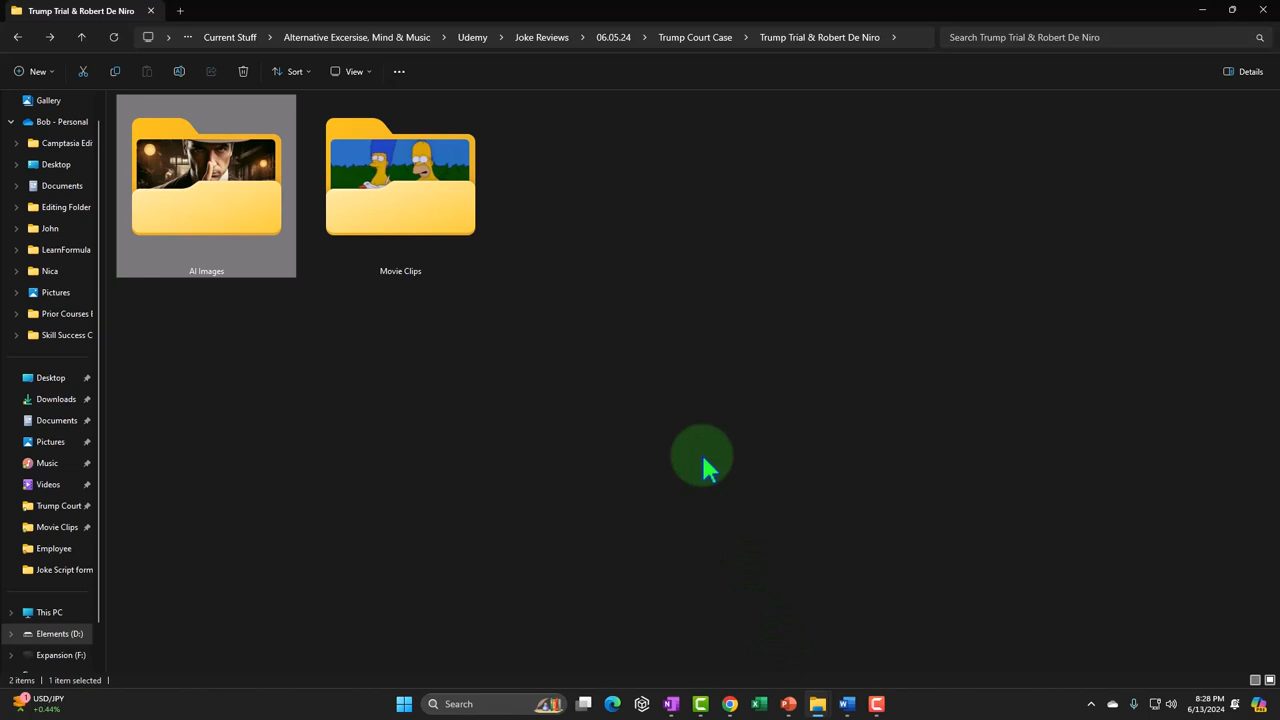 Trump Trial & Robert De Niro
Current Stuff > Alternative Excersise, Mind & Music > Udemy > Joke Reviews > 06.05.24 > Trump Court Case > Trump Trial & Robert De Niro >
Search Trump Trial & Robert De Niro
New
Sort
View
Details
Gallery
Bob - Personal
Camptasia Edi
Desktop
Documents
Editing Folder
John
LearnFormula
Nica
Pictures
Prior Courses E
Skill Success C
Desktop
Downloads
Documents
Pictures
Music
Videos
Trump Court
Movie Clips
Employee
Joke Script form
This PC
Elements (D:)
Expansion (F:)
AI Images
Movie Clips
2 items
1 item selected
1
USD/JPY
+0.44%
Search
8:28 PM
6/13/2024